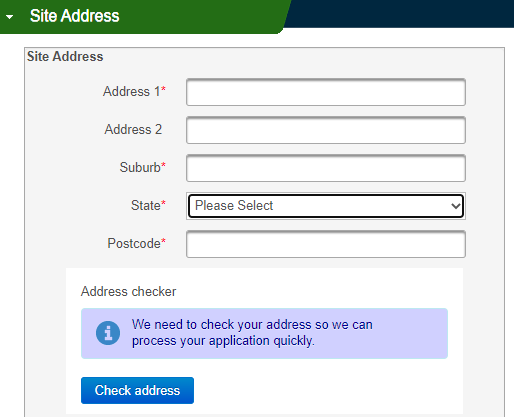 Site Address
Site Address
Address 1*
Address 2
Suburb*
State*
Please Select
Postcode*
Address checker
We need to check your address so we can
process your application quickly.
Check address